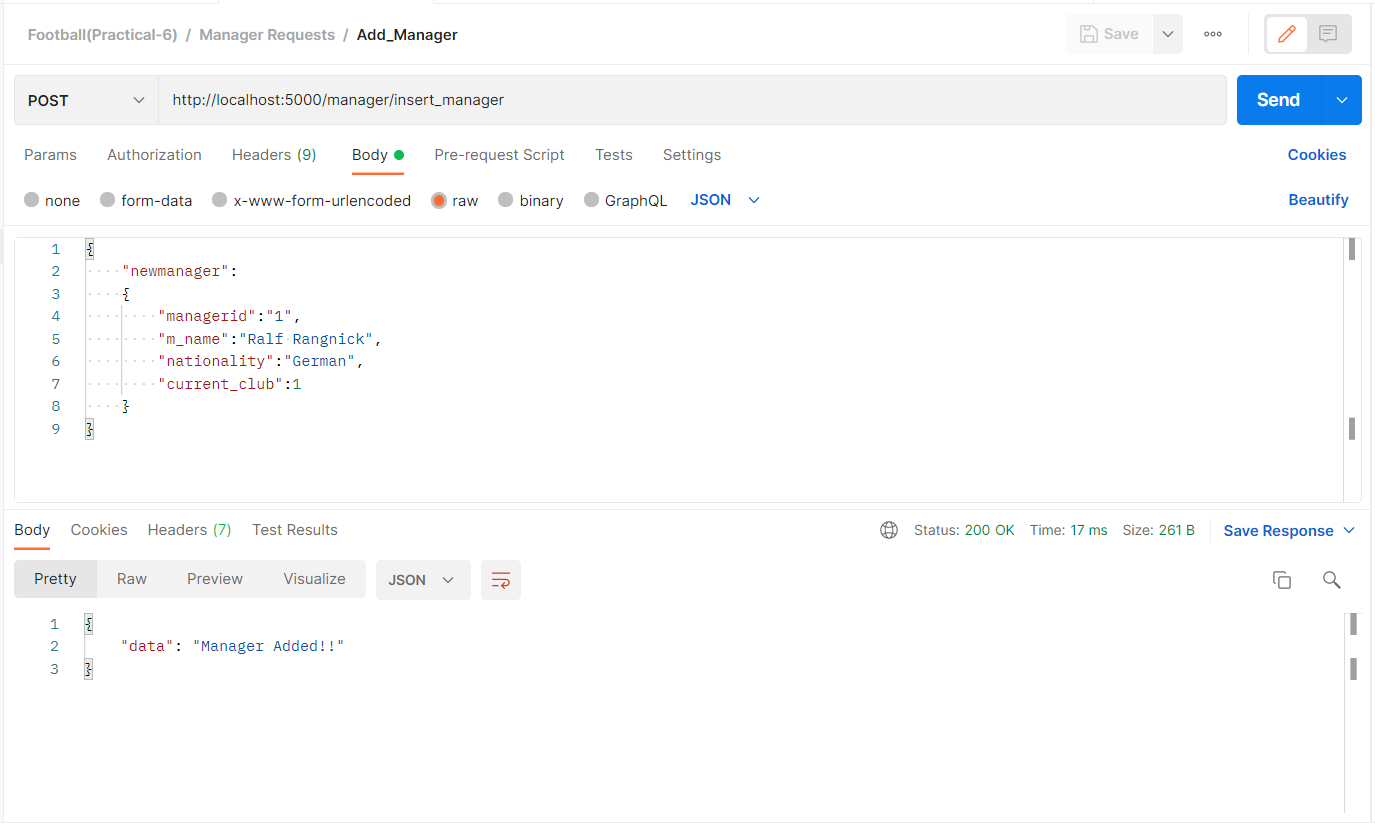 Football(Practical-6) / Manager Requests / Add_Manager Save
POST http://localhost:5000/manager/insert_manager Send
Params Authorization Headers (9) Body Pre-request Script Tests Settings Cookies
none form-data x-www-form-urlencoded raw binary GraphQL JSON Beautify
1 {
2 "newmanager":
3 {
4 "managerid":"1",
5 "m_name":"Ralf Rangnick",
6 "nationality":"German",
7 "current_club":1
8 }
9 }
Body Cookies Headers (7) Test Results Status: 200 OK Time: 17 ms Size: 261 B Save Response
Pretty Raw Preview Visualize JSON
1 {
2 "data": "Manager Added!!"
3 }